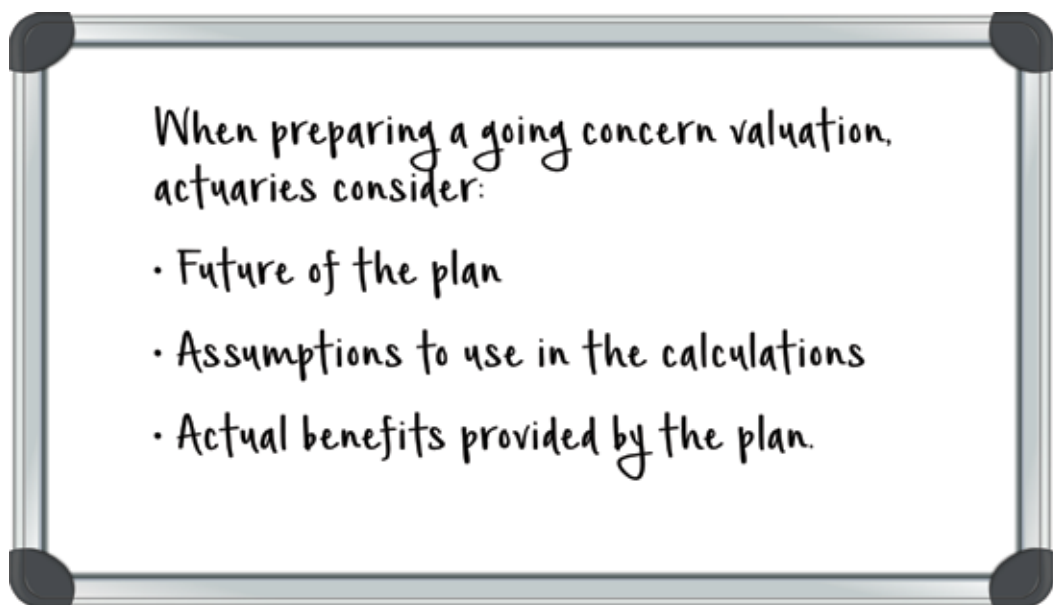 When preparing a going concern valuation,
actuaries consider:
• Future of the plan
• Assumptions to use in the calculations
• Actual benefits provided by the plan.